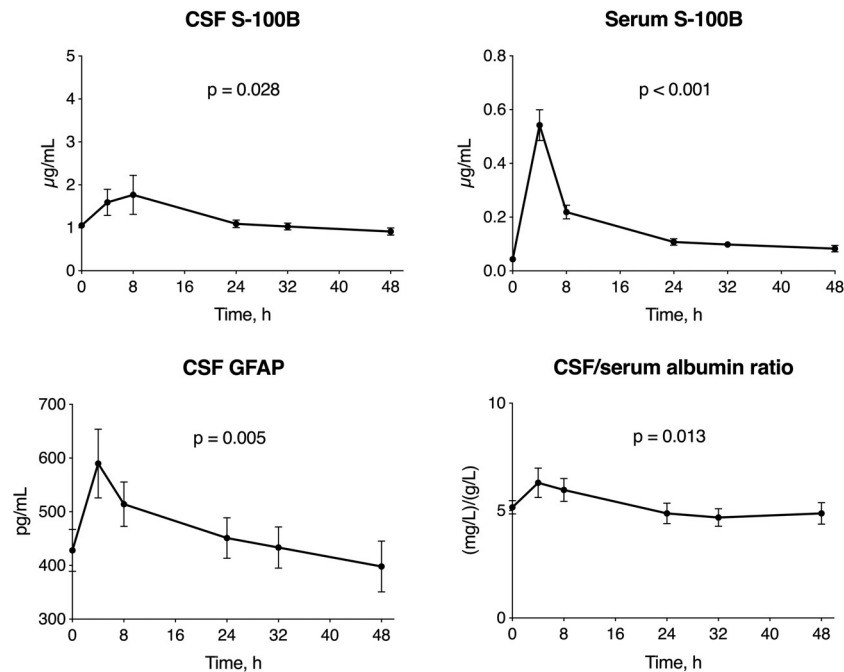 CSF S-100B
5
4
3
2
1
0
µg/mL
p = 0.028
0 8 16 24 32 40 48
Time, h
Serum S-100B
0.8
0.6
0.4
0.2
0.0
µg/mL
p < 0.001
0 8 16 24 32 40 48
Time, h
CSF GFAP
700
600
500
400
300
pg/mL
p = 0.005
0 8 16 24 32 40 48
Time, h
CSF/serum albumin ratio
10
5
0
(mg/L)/(g/L)
p = 0.013
0 8 16 24 32 40 48
Time, h